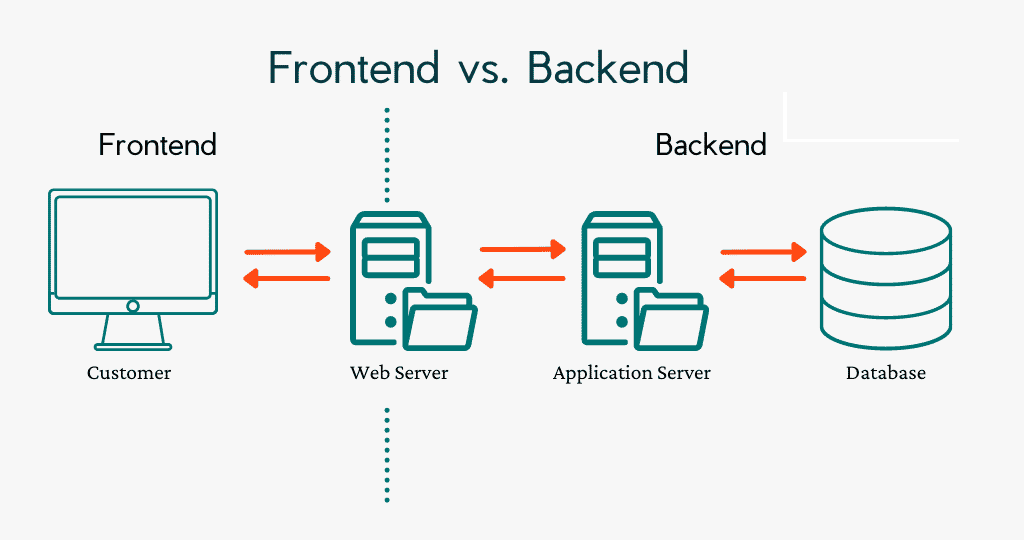 Frontend vs. Backend
Frontend
Backend
Customer
Web Server
Application Server
Database